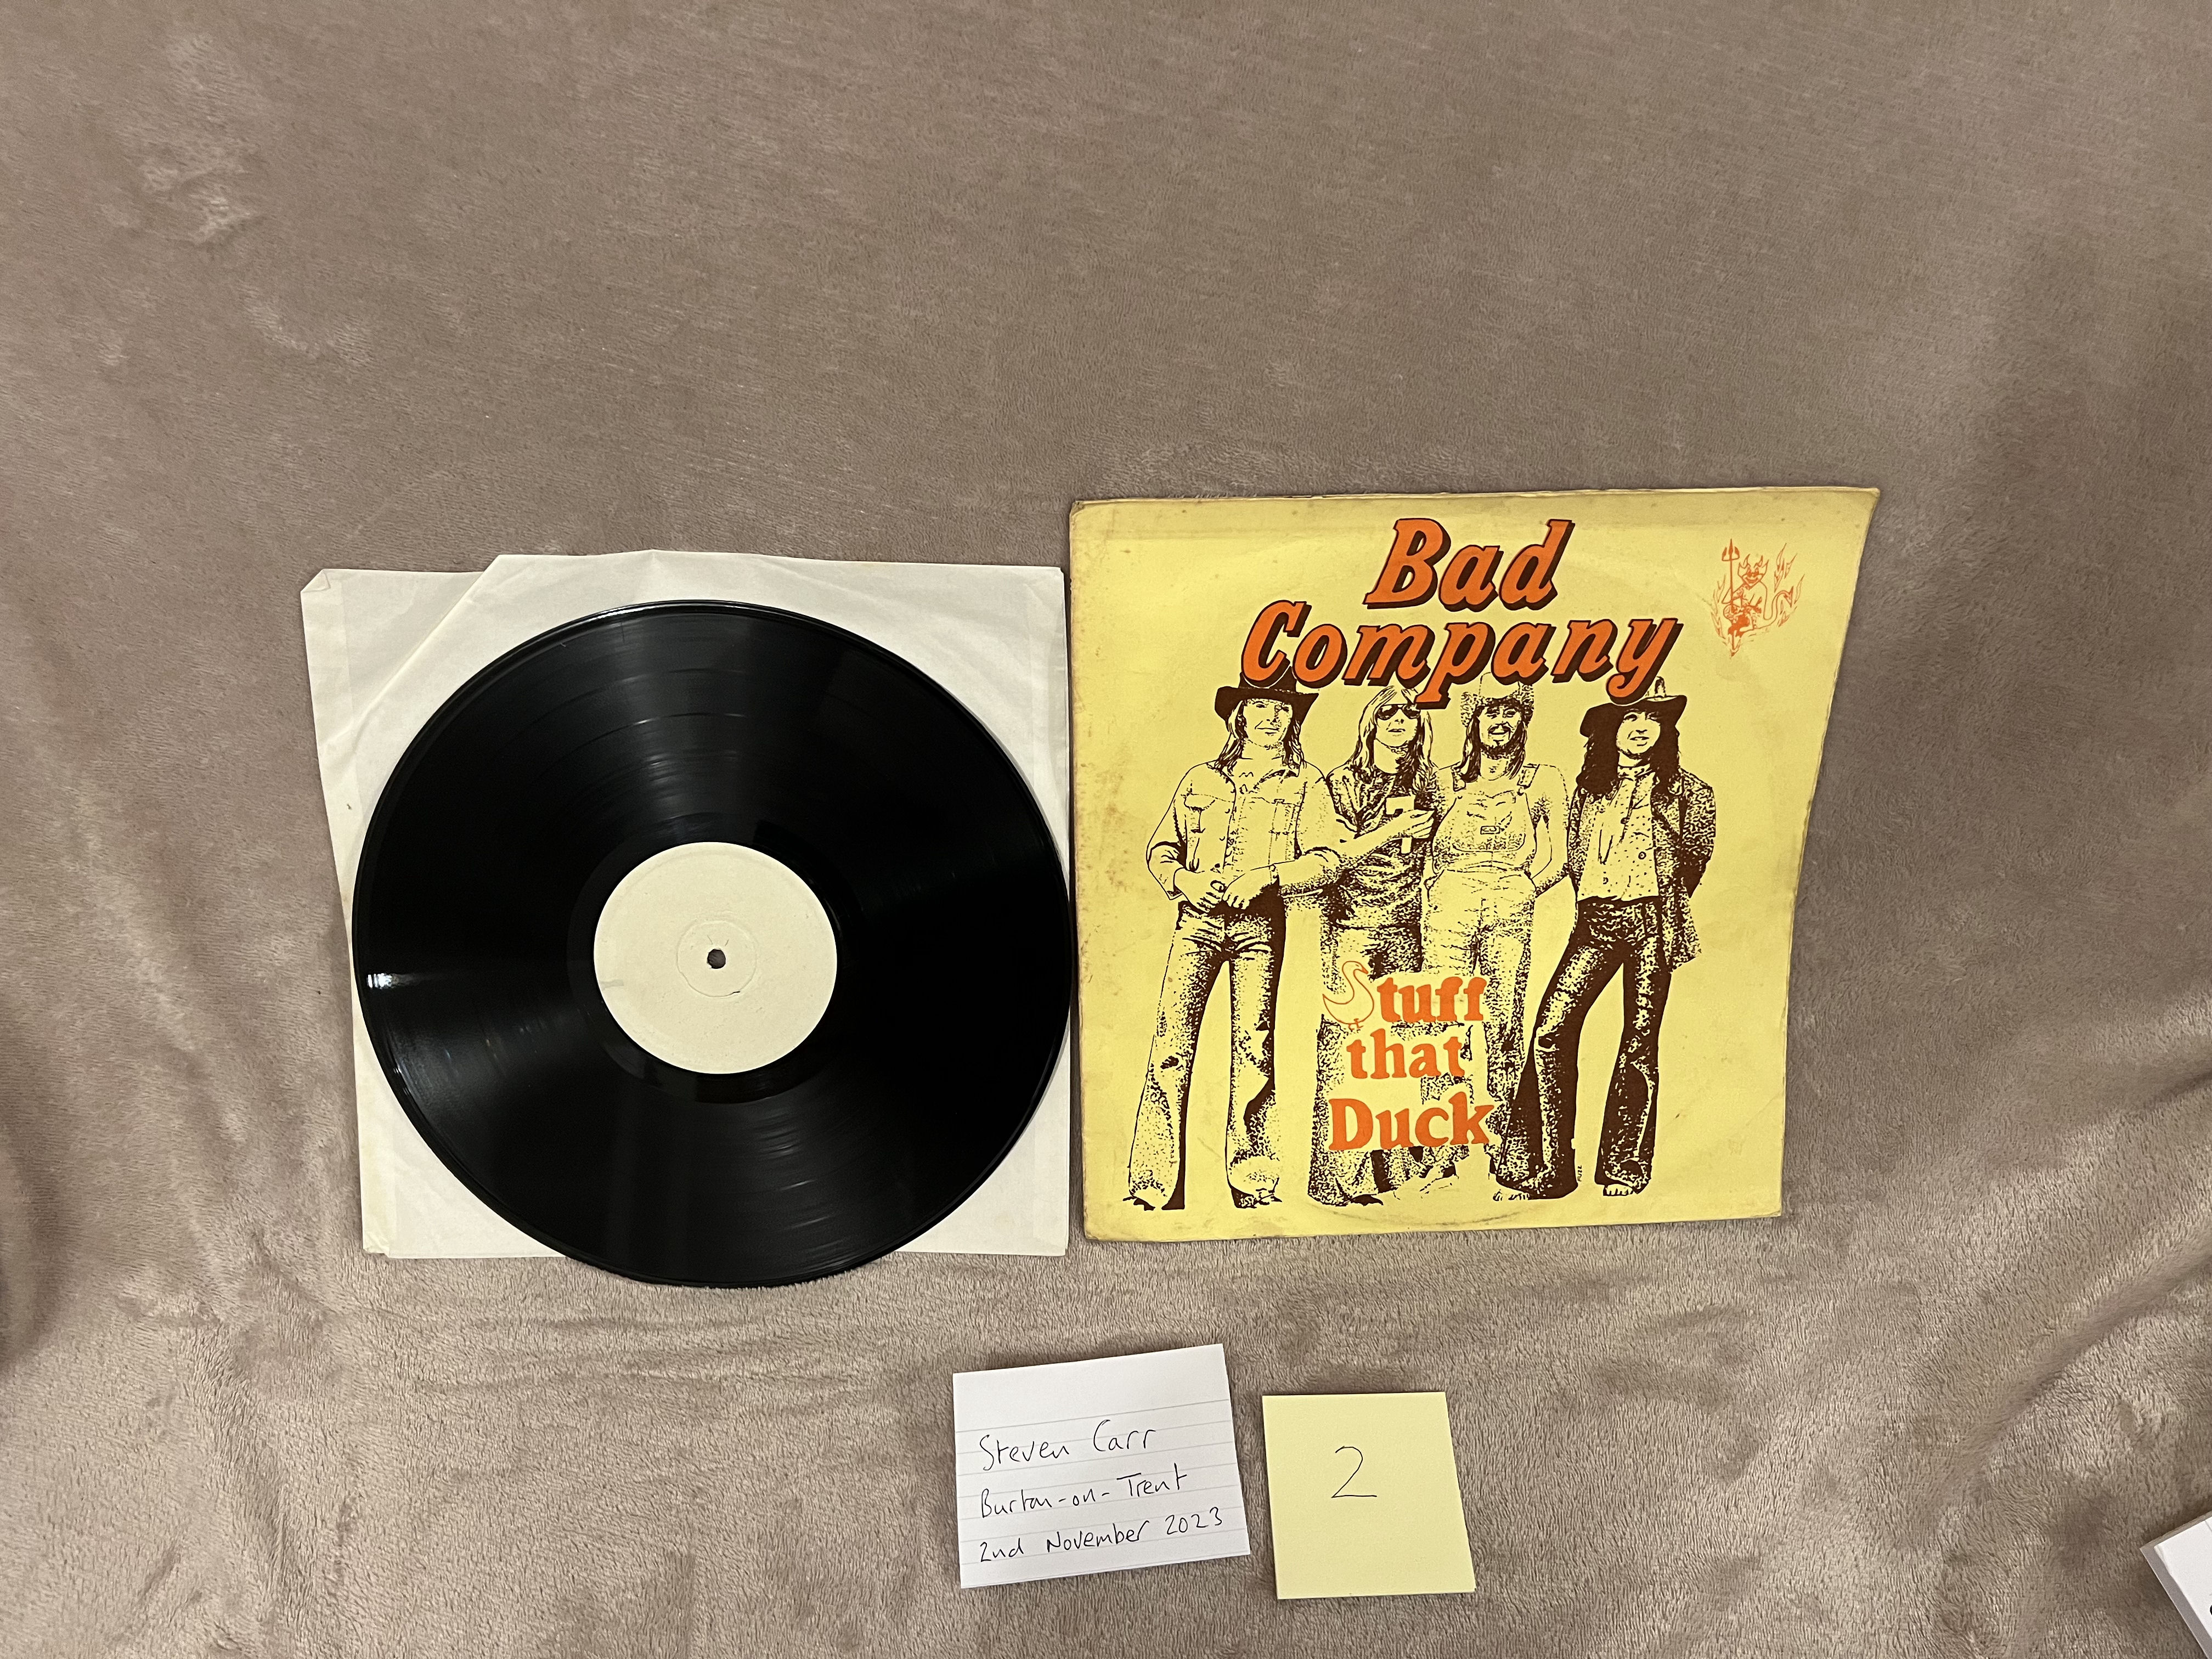 Bad
Company
Stuff
that
Duck
Steven Carr
Burton-on-Trent
2nd November 2023
2